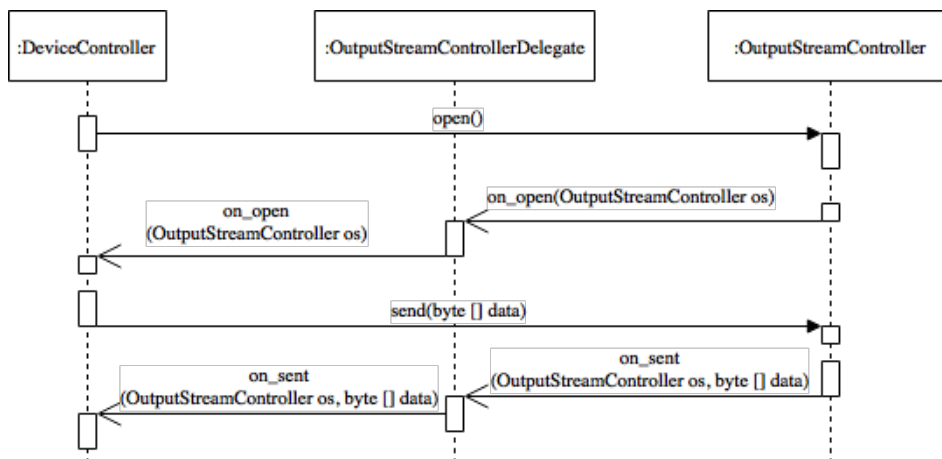 :DeviceController
:OutputStreamControllerDelegate
:OutputStreamController
open()
on_open(OutputStreamController os)
on_open
(OutputStreamController os)
send(byte [] data)
on_sent
(OutputStreamController os, byte [] data)
on_sent
(OutputStreamController os, byte [] data)